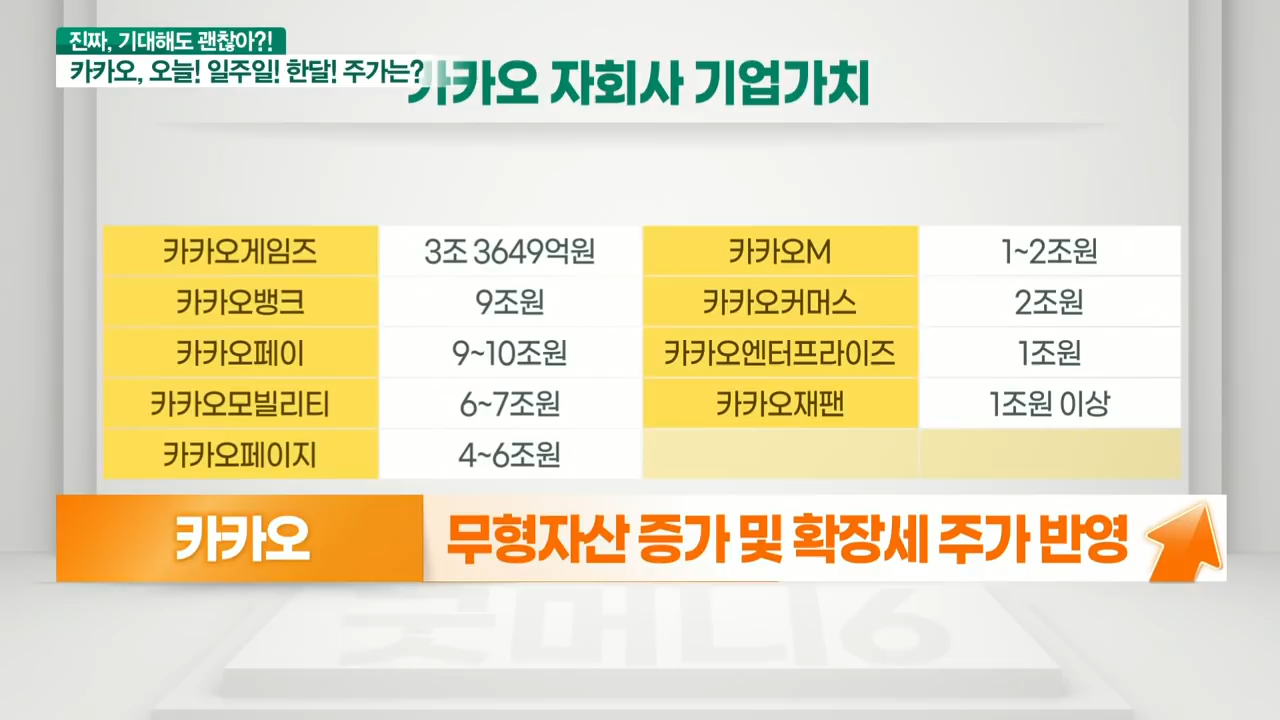 진짜, 기대해도 괜찮아?!
카카오, 오늘! 일주일! 한달! 주가는?
카카오 자회사 기업가치
카카오게임즈 3조 3649억원 카카오M 1~2조원
카카오뱅크 9조원 카카오커머스 2조원
카카오페이 9~10조원 카카오엔터프라이즈 1조원
카카오모빌리티 6~7조원 카카오재팬 1조원 이상
카카오페이지 4~6조원
카카오 무형자산 증가 및 확장세 주가 반영
굿머니6